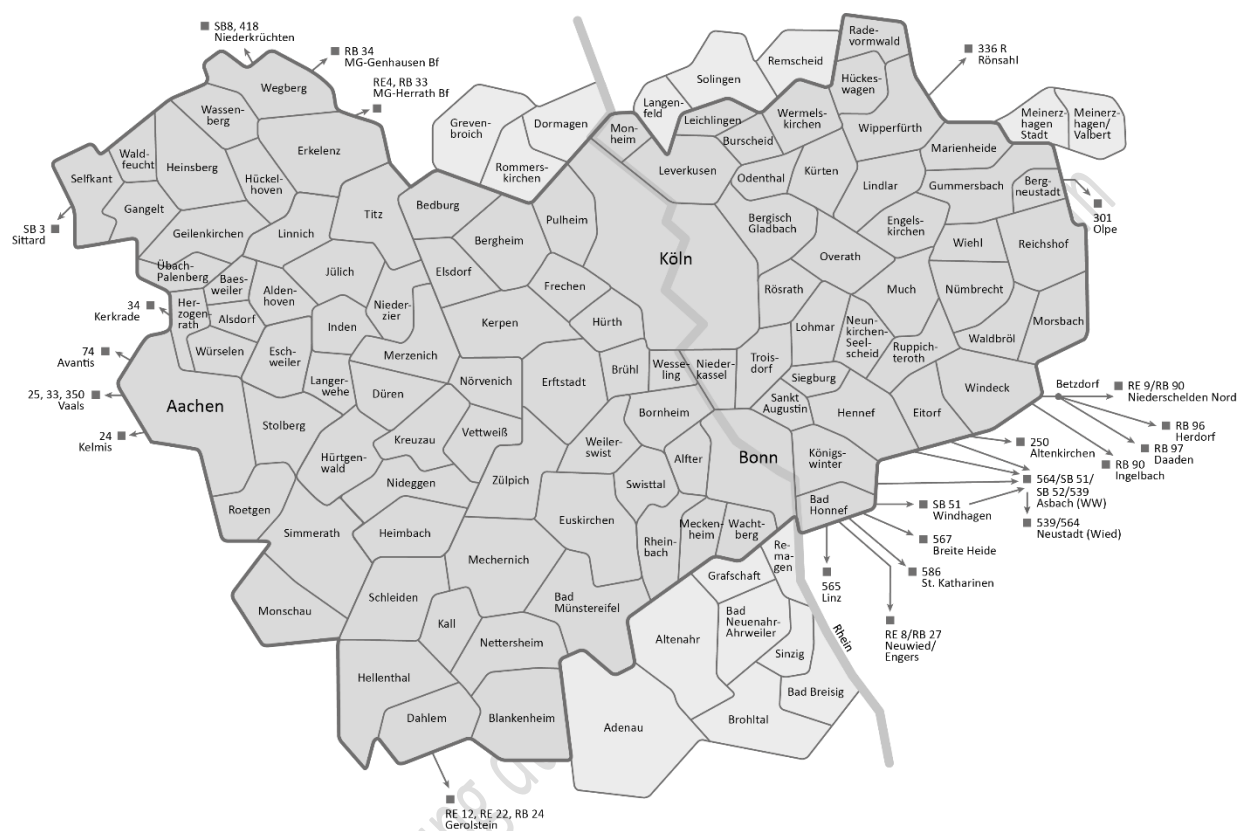 SB8, 418
Niederkrüchten
RB 34
MG-Genhausen Bf
RE4, RB 33
MG-Herrath Bf
Wegberg
Wassen-
berg
Erkelenz
Wald-
feucht
Heinsberg
Hückel-
hoven
Selfkant
Gangelt
SB 3
Sittard
Geilenkirchen
Linnich
Titz
Übach-
Palenberg
Baes-
weiler
Alden-
hoven
Jülich
Her-
zogen-
rath
Alsdorf
Inden
Nieder-
zier
34
Kerkrade
Würselen
Esch-
weiler
Merzenich
74
Avantis
Langer-
wehe
Düren
25, 33, 350
Vaals
Aachen
24
Kelmis
Stolberg
Kreuzau
Hürtgen-
wald
Nideggen
Roetgen
Simmerath
Heimbach
Monschau
Schleiden
Kall
Hellenthal
Nettersheim
Dahlem
Blankenheim
RE 12, RE 22, RB 24
Gerolstein
Greven-
broich
Dormagen
Rommers-
kirchen
Bedburg
Bergheim
Pulheim
Elsdorf
Frechen
Kerpen
Hürth
Nörvenich
Erftstadt
Brühl
Wesse-
ling
Nieder-
kassel
Vettweiß
Bornheim
Weiler-
swist
Alfter
Bonn
Zülpich
Swisttal
Euskirchen
Rhein-
bach
Mecken-
heim
Wacht-
berg
Mechernich
Bad
Münstereifel
Köln
Solingen
Remscheid
Langen-
feld
Mon-
heim
Leichlingen
Burscheid
Wermels-
kirchen
Leverkusen
Odenthal
Kürten
Rade-
vormwald
Hückes-
wagen
Wipperfürth
336 R
Rönsahl
Meinerz-
hagen
Stadt
Meinerz-
hagen/
Valbert
Marienheide
Lindlar
Gummersbach
Berg-
neustadt
301
Olpe
Bergisch
Gladbach
Engels-
kirchen
Overath
Wiehl
Reichshof
Rösrath
Much
Nümbrecht
Lohmar
Neun-
kirchen-
Seel-
scheid
Ruppich-
teroth
Waldbröl
Morsbach
Trois-
dorf
Siegburg
Sankt
Augustin
Hennef
Eitorf
Windeck
Königs-
winter
Bad
Honnef
Betzdorf
RE 9/RB 90
Niederschelden Nord
RB 96
Herdorf
RB 97
Daaden
RB 90
Ingelbach
250
Altenkirchen
564/SB 51/
SB 52/539
Asbach (WW)
SB 51
Windhagen
539/564
Neustadt (Wied)
567
Breite Heide
586
St. Katharinen
565
Linz
RE 8/RB 27
Neuwied/
Engers
Re-
magen
Grafschaft
Bad
Neuenahr-
Ahrweiler
Altenahr
Sinzig
Bad Breisig
Brohltal
Adenau
Rhein